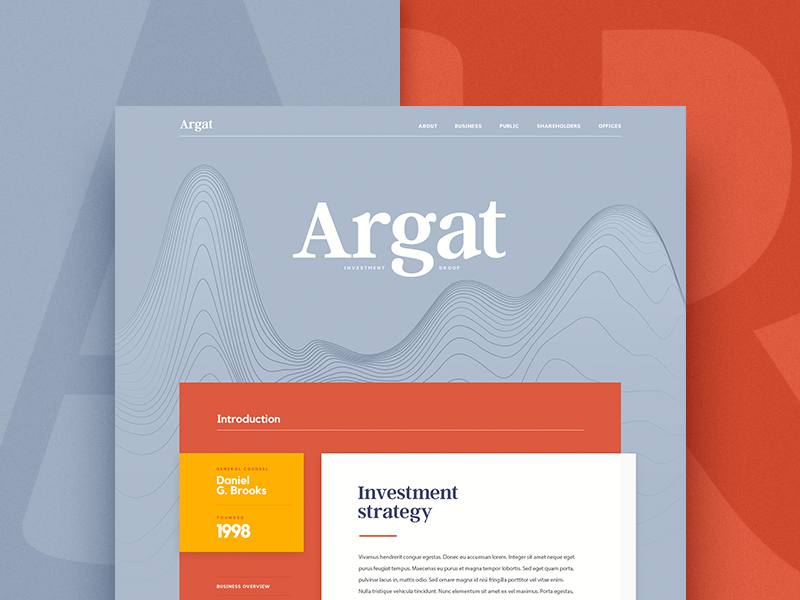 Argat
ABOUT BUSINESS PUBLIC SHAREHOLDERS OFFICES
Argat
INVESTMENT GROUP
Introduction
GENERAL COUNSEL
Daniel
G. Brooks
FOUNDED
1998
BUSINESS OVERVIEW
Investment
strategy
Vivamus hendrerit congue egestas. Donec eu accumsan lorem. Integer sit amet neque eget
purus feugiat tempus. Maecenas eu purus et magna tempor lobortis. Sed eget quam porta,
pulvinar lacus in, mattis odio. Sed ornare magna id nisi fringilla porttitor vel vitae enim.
Nulla tristique vehicula tincidunt. Nunc elementum sit amet ex vel maximus. Porta egestas,
A R